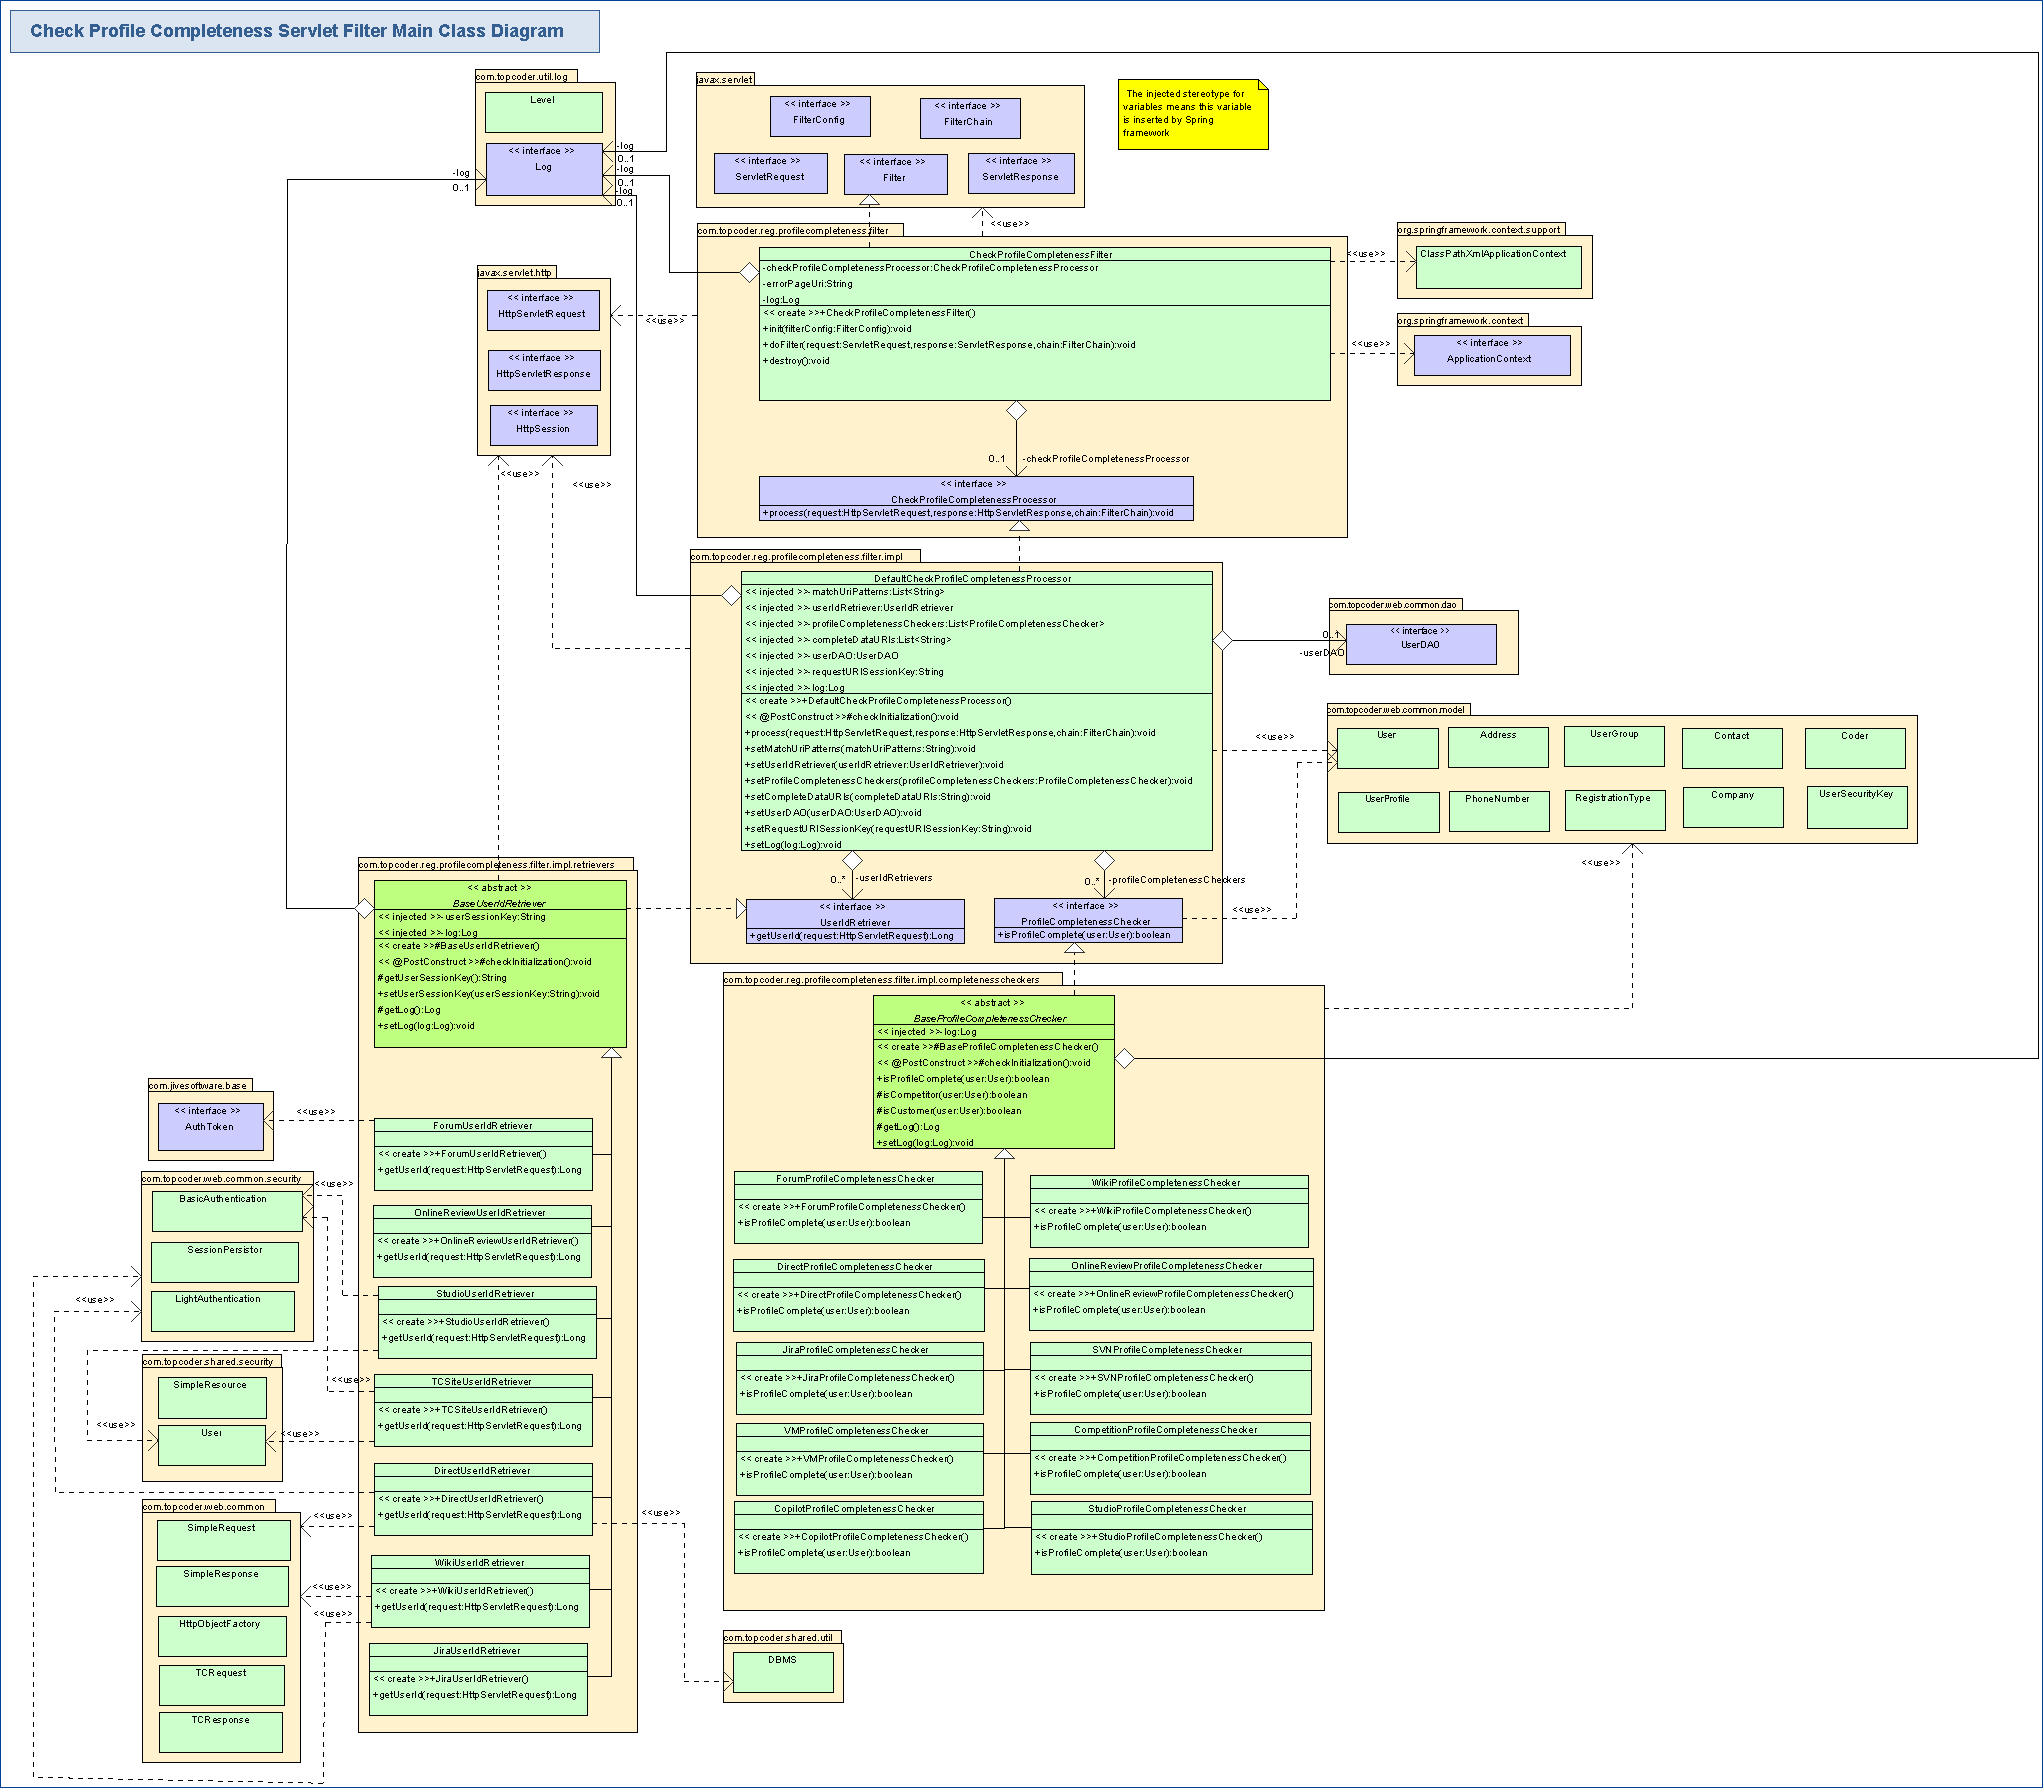 Check Profile Completeness Servlet Filter Main Class Diagram
com.topcoder.util.log
Level
<< interface >>
Log
-log
0..1
-log
0..1
-log
0..1
-log
0..1
javax.servlet
<< interface >>
FilterConfig
<< interface >>
FilterChain
<< interface >>
ServletRequest
<< interface >>
Filter
<< interface >>
ServletResponse
<<use>>
The injected stereotype for
variables means this variable
is inserted by Spring
framework
com.topcoder.reg.profilecompleteness.filter
CheckProfileCompletenessFilter
-checkProfileCompletenessProcessor:CheckProfileCompletenessProcessor
-errorPageUri:String
-log:Log
<< create >>+CheckProfileCompletenessFilter()
+init(filterConfig:FilterConfig):void
+doFilter(request:ServletRequest,response:ServletResponse,chain:FilterChain):void
+destroy():void
0..1
-checkProfileCompletenessProcessor
<< interface >>
CheckProfileCompletenessProcessor
+process(request:HttpServletRequest,response:HttpServletResponse,chain:FilterChain):void
org.springframework.context.support
<<use>>
ClassPathXmlApplicationContext
org.springframework.context
<<use>>
<< interface >>
ApplicationContext
javax.servlet.http
<< interface >>
HttpServletRequest
<<use>>
<< interface >>
HttpServletResponse
<< interface >>
HttpSession
<<use>>
<<use>>
com.topcoder.reg.profilecompleteness.filter.impl
DefaultCheckProfileCompletenessProcessor
<< injected >>-matchUriPatterns:List<String>
<< injected >>-userIdRetriever:UserIdRetriever
<< injected >>-profileCompletenessCheckers:List<ProfileCompletenessChecker>
<< injected >>-completeDataURIs:List<String>
<< injected >>-userDAO:UserDAO
<< injected >>-requestURISessionKey:String
<< injected >>-log:Log
<< create >>+DefaultCheckProfileCompletenessProcessor()
<< @PostConstruct >>#checkInitialization():void
+process(request:HttpServletRequest,response:HttpServletResponse,chain:FilterChain):void
+setMatchUriPatterns(matchUriPatterns:String):void
+setUserIdRetriever(userIdRetriever:UserIdRetriever):void
+setProfileCompletenessCheckers(profileCompletenessCheckers:ProfileCompletenessChecker):void
+setCompleteDataURIs(completeDataURIs:String):void
+setUserDAO(userDAO:UserDAO):void
+setRequestURISessionKey(requestURISessionKey:String):void
+setLog(log:Log):void
0..*
-userIdRetrievers
0..*
-profileCompletenessCheckers
<< interface >>
UserIdRetriever
+getUserId(request:HttpServletRequest):Long
<< interface >>
ProfileCompletenessChecker
+isProfileComplete(user:User):boolean
<<use>>
com.topcoder.web.common.dao
0..1
-userDAO
<< interface >>
UserDAO
com.topcoder.web.common.model
<<use>>
User
Address
UserGroup
Contact
Coder
UserProfile
PhoneNumber
RegistrationType
Company
UserSecurityKey
<<use>>
com.topcoder.reg.profilecompleteness.filter.impl.retrievers
<< abstract >>
BaseUserIdRetriever
<< injected >>-userSessionKey:String
<< injected >>-log:Log
<< create >>#BaseUserIdRetriever()
<< @PostConstruct >>#checkInitialization():void
#getUserSessionKey():String
+setUserSessionKey(userSessionKey:String):void
#getLog():Log
+setLog(log:Log):void
ForumUserIdRetriever
<< create >>+ForumUserIdRetriever()
+getUserId(request:HttpServletRequest):Long
OnlineReviewUserIdRetriever
<< create >>+OnlineReviewUserIdRetriever()
+getUserId(request:HttpServletRequest):Long
StudioUserIdRetriever
<< create >>+StudioUserIdRetriever()
+getUserId(request:HttpServletRequest):Long
TCSiteUserIdRetriever
<< create >>+TCSiteUserIdRetriever()
+getUserId(request:HttpServletRequest):Long
DirectUserIdRetriever
<< create >>+DirectUserIdRetriever()
+getUserId(request:HttpServletRequest):Long
WikiUserIdRetriever
<< create >>+WikiUserIdRetriever()
+getUserId(request:HttpServletRequest):Long
JiraUserIdRetriever
<< create >>+JiraUserIdRetriever()
+getUserId(request:HttpServletRequest):Long
com.topcoder.reg.profilecompleteness.filter.impl.completenesscheckers
<< abstract >>
BaseProfileCompletenessChecker
<< injected >>-log:Log
<< create >>#BaseProfileCompletenessChecker()
<< @PostConstruct >>#checkInitialization():void
+isProfileComplete(user:User):boolean
#isCompetitor(user:User):boolean
#isCustomer(user:User):boolean
#getLog():Log
+setLog(log:Log):void
ForumProfileCompletenessChecker
<< create >>+ForumProfileCompletenessChecker()
+isProfileComplete(user:User):boolean
WikiProfileCompletenessChecker
<< create >>+WikiProfileCompletenessChecker()
+isProfileComplete(user:User):boolean
DirectProfileCompletenessChecker
<< create >>+DirectProfileCompletenessChecker()
+isProfileComplete(user:User):boolean
OnlineReviewProfileCompletenessChecker
<< create >>+OnlineReviewProfileCompletenessChecker()
+isProfileComplete(user:User):boolean
JiraProfileCompletenessChecker
<< create >>+JiraProfileCompletenessChecker()
+isProfileComplete(user:User):boolean
SVNProfileCompletenessChecker
<< create >>+SVNProfileCompletenessChecker()
+isProfileComplete(user:User):boolean
VMProfileCompletenessChecker
<< create >>+VMProfileCompletenessChecker()
+isProfileComplete(user:User):boolean
CompetitionProfileCompletenessChecker
<< create >>+CompetitionProfileCompletenessChecker()
+isProfileComplete(user:User):boolean
CopilotProfileCompletenessChecker
<< create >>+CopilotProfileCompletenessChecker()
+isProfileComplete(user:User):boolean
StudioProfileCompletenessChecker
<< create >>+StudioProfileCompletenessChecker()
+isProfileComplete(user:User):boolean
com.jivesoftware.base
<< interface >>
AuthToken
<<use>>
com.topcoder.web.common.security
<<use>>
BasicAuthentication
SessionPersistor
LightAuthentication
<<use>>
com.topcoder.shared.security
<<use>>
SimpleResource
User
<<use>>
<<use>>
com.topcoder.web.common
<<use>>
SimpleRequest
SimpleResponse
<<use>>
<<use>>
HttpObjectFactory
TCRequest
TCResponse
<<use>>
com.topcoder.shared.util
DBMS